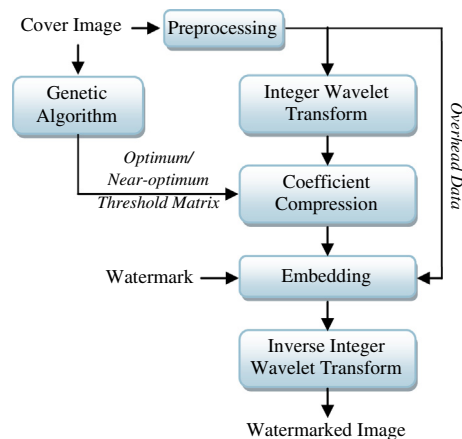 Cover Image
Preprocessing
Genetic
Algorithm
Integer Wavelet
Transform
Overhead Data
Optimum/
Near-optimum
Threshold Matrix
Coefficient
Compression
Watermark
Embedding
Inverse Integer
Wavelet Transform
Watermarked Image